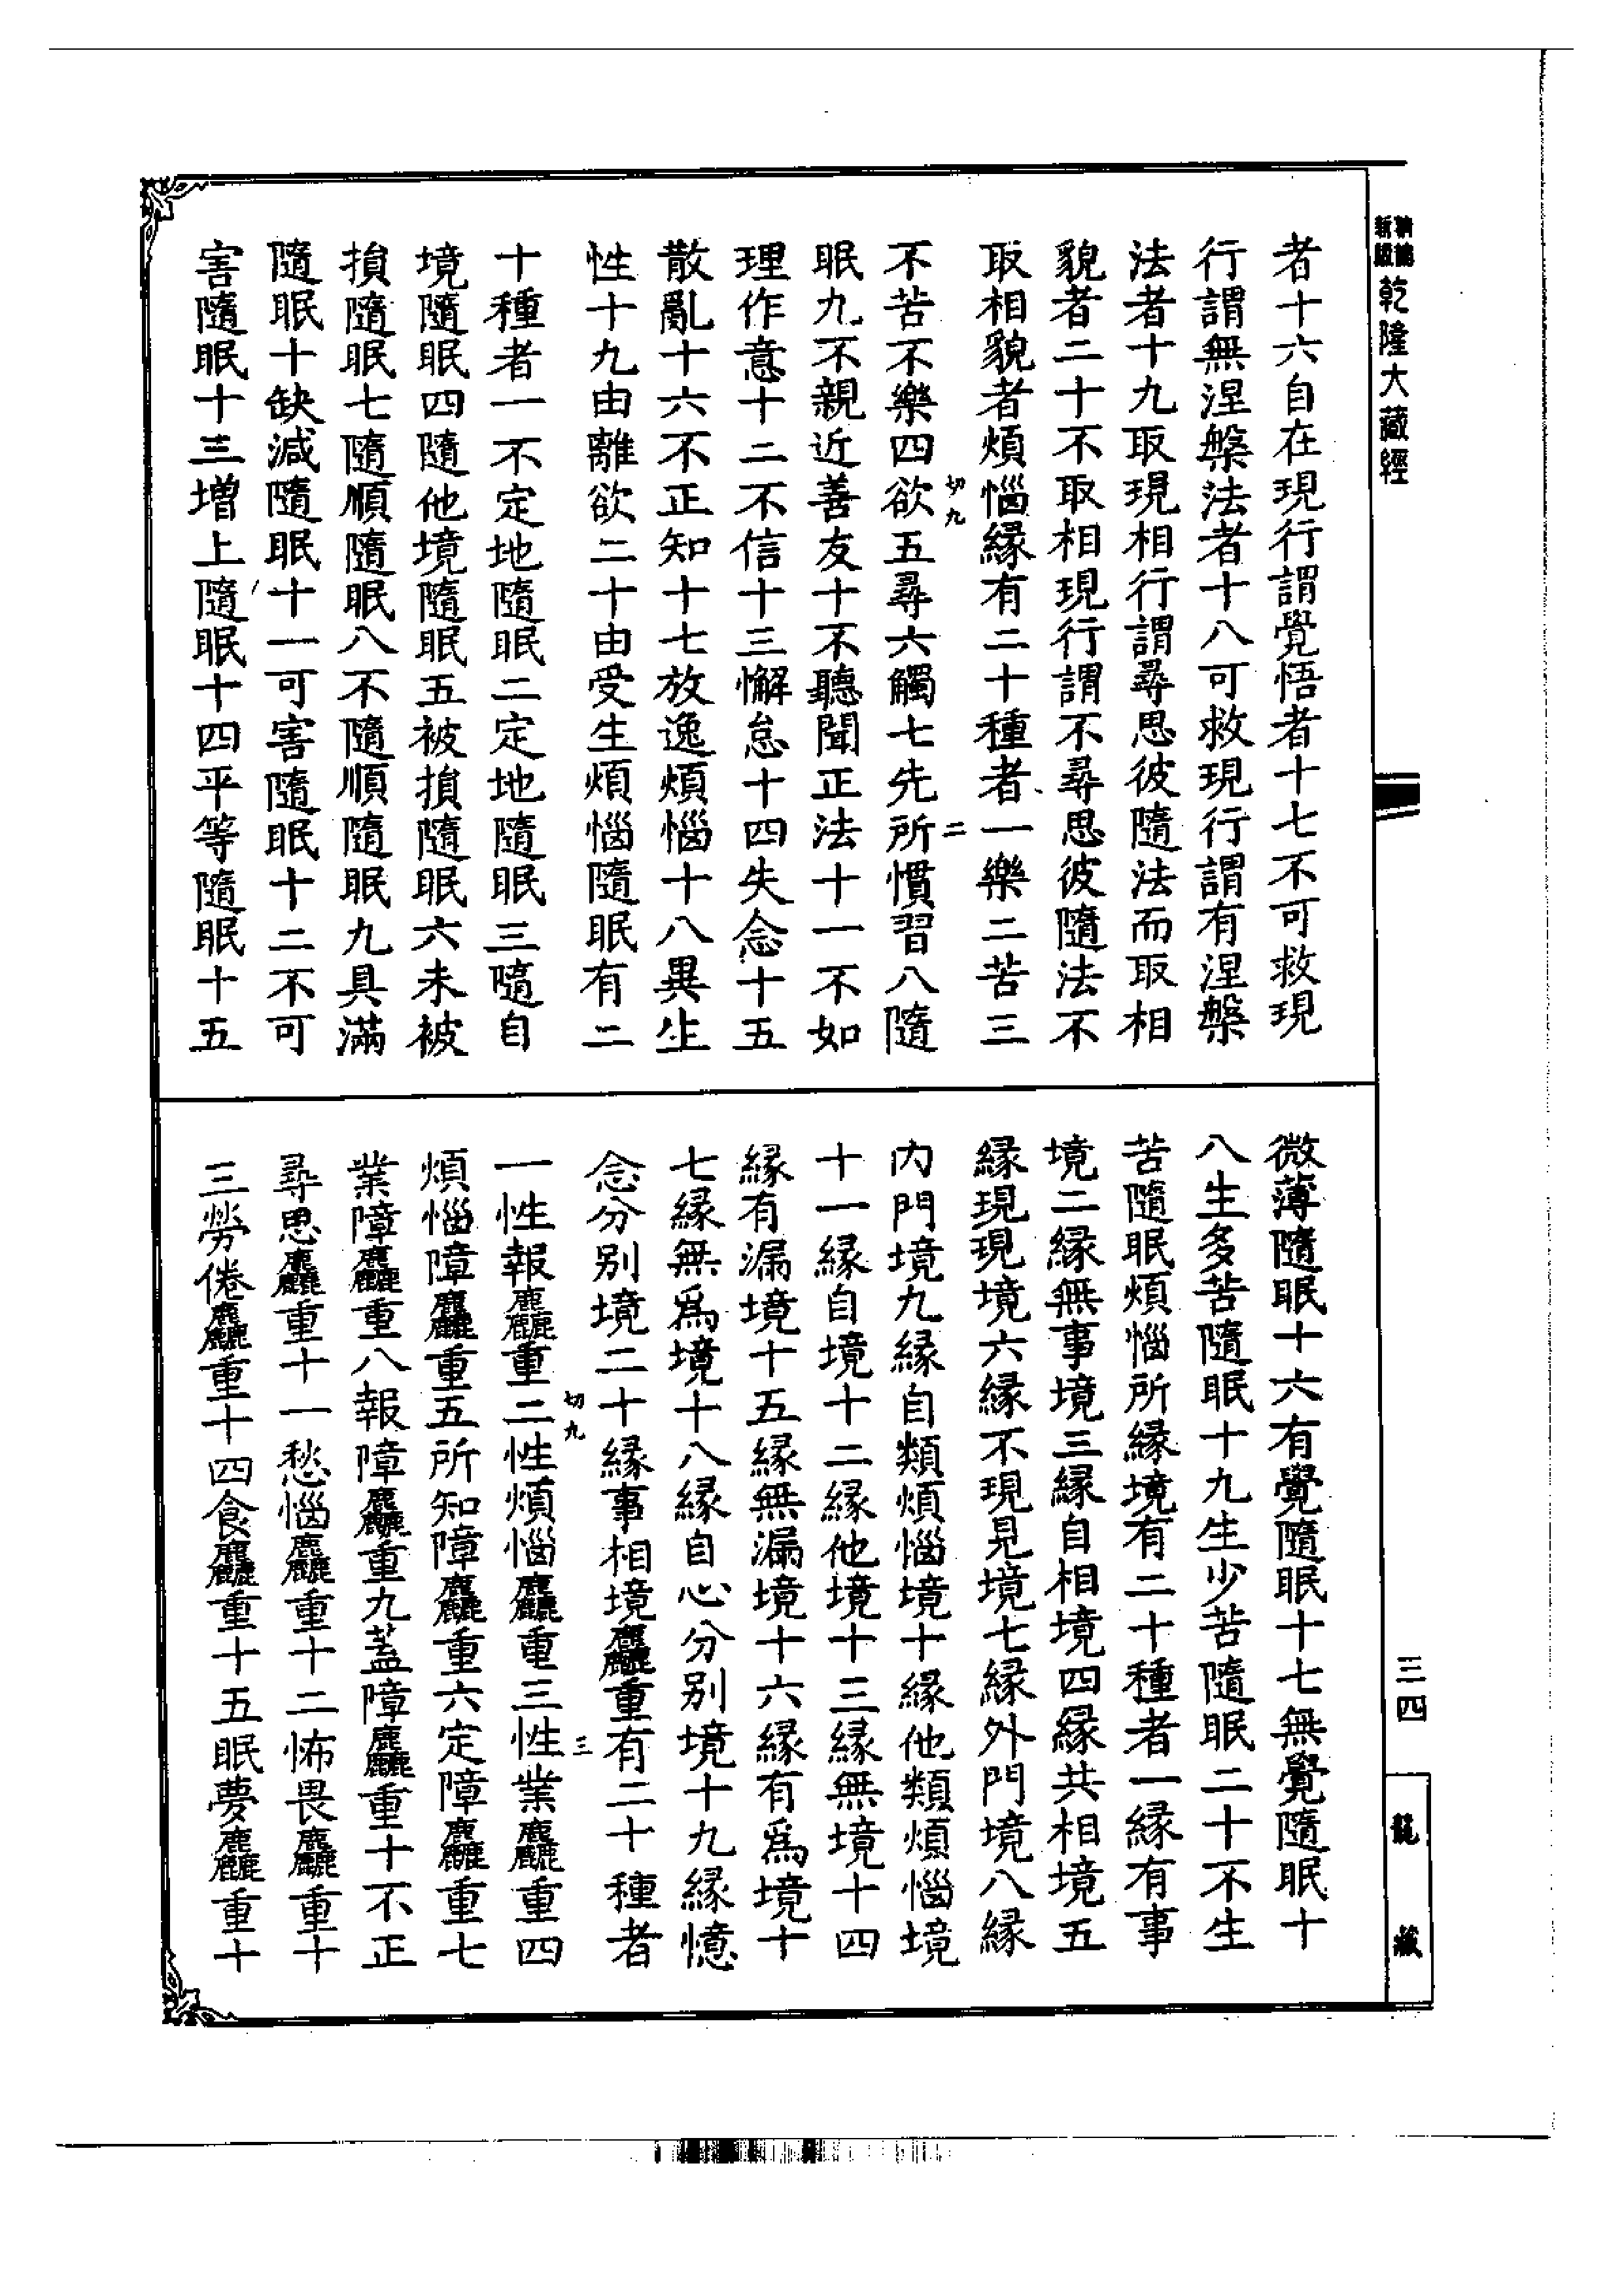 精編新版 乾隆大藏經
者十六自在現行謂覺悟者十七不可救現
行謂無涅槃法者十八可救現行謂有涅槃
法者十九取現相行謂尋思彼隨法而取相
貌者二十不取相現行謂不尋思彼隨法不
取相貌者煩惱緣有二十種者一樂二苦三
切九 二
不苦不樂四欲五尋六觸七先所慣習八隨
眠九不親近善友十不聽聞正法十一不如
理作意十二不信十三懈怠十四失念十五
散亂十六不正知十七放逸煩惱十八異生
性十九由離欲二十由受生煩惱隨眠有二
十種者一不定地隨眠二定地隨眠三隨自
境隨眠四隨他境隨眠五被損隨眠六未被
損隨眠七隨順隨眠八不隨順隨眠九具滿
隨眠十缺減隨眠十一可害隨眠十二不可
害隨眠十三增上隨眠十四平等隨眠十五
微薄隨眠十六有覺隨眠十七無覺隨眠十
八生多苦隨眠十九生少苦隨眠二十不生
苦隨眠煩惱所緣境有二十種者一緣有事
境二緣無事境三緣自相境四緣共相境五
緣現現境六緣不現見境七緣外門境八緣
內門境九緣自類煩惱境十緣他類煩惱境
十一緣自境十二緣他境十三緣無境十四
緣有漏境十五緣無漏境十六緣有為境十
七緣無為境十八緣自心分別境十九緣憶
念分別境二十緣事相境麤重有二十種者
切九 三
一性報麤重二性煩惱麤重三性業麤重四
煩惱障麤重五所知障麤重六定障麤重七
業障麤重八報障麤重九蓋障麤重十不正
尋思麤重十一愁惱麤重十二怖畏麤重十
三勞倦麤重十四食麤重十五眠夢麤重十
三四
龍藏